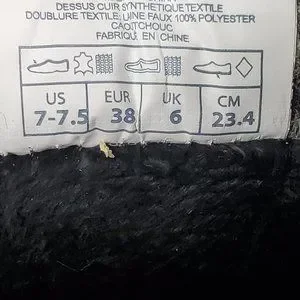 DESSUS CUIR SYNTHETIQUE TEXTILE
DOUBLURE TEXTILE LAINE FAUX 100% POLYESTER
CAOUTCHOUC
FABRIQUE EN CHINE
US EUR UK CM
7-7.5 38 6 23.4